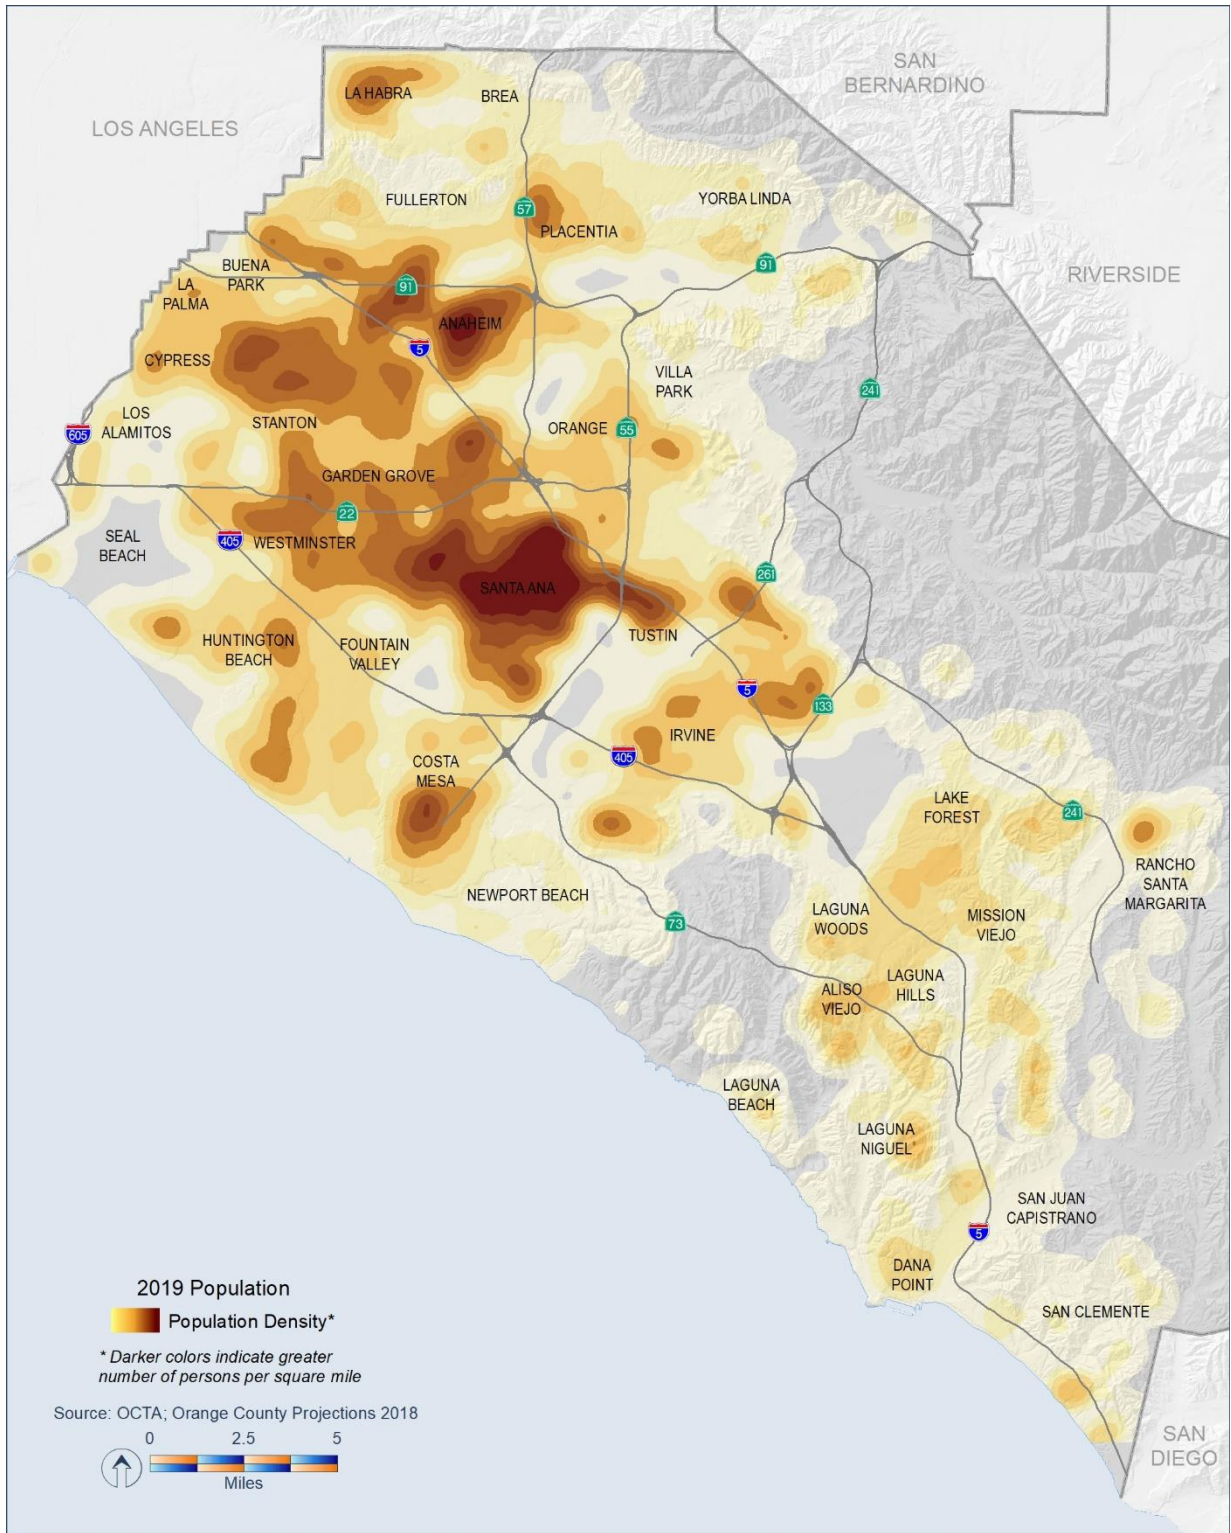 SAN
BERNARDINO
LA HABRA
BREA
LOS ANGELES
FULLERTON
YORBA LINDA
57
PLACENTIA
BUENA
PARK
91
RIVERSIDE
LA
PALMA
91
ANAHEIM
5
CYPRESS
VILLA
PARK
241
LOS
ALAMITOS
STANTON
ORANGE
55
605
GARDEN GROVE
22
SEAL
BEACH
405
WESTMINSTER
261
SANTA ANA
TUSTIN
HUNTINGTON
BEACH
FOUNTAIN
VALLEY
5
133
IRVINE
405
COSTA
MESA
LAKE
FOREST
241
RANCHO
SANTA
MARGARITA
NEWPORT BEACH
73
LAGUNA
WOODS
MISSION
VIEJO
LAGUNA
HILLS
ALISO
VIEJO
LAGUNA
BEACH
LAGUNA
NIGUEL
SAN JUAN
CAPISTRANO
5
DANA
POINT
SAN CLEMENTE
2019 Population
Population Density*
* Darker colors indicate greater
number of persons per square mile
Source: OCTA; Orange County Projections 2018
0 2.5 5
Miles
SAN
DIEGO